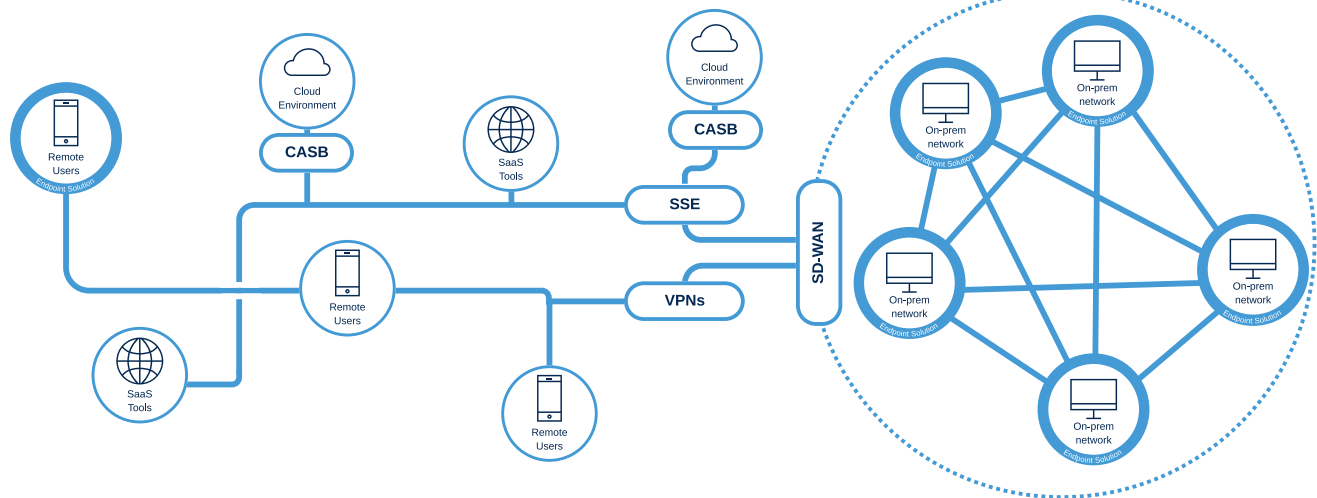 Remote
Users
Endpoint Solution
Cloud
Environment
CASB
SaaS
Tools
Cloud
Environment
CASB
SSE
Remote
Users
VPNs
SaaS
Tools
Remote
Users
SD-WAN
On-prem
network
Endpoint Solution
On-prem
network
Endpoint Solution
On-prem
network
Endpoint Solution
On-prem
network
Endpoint Solution
On-prem
network
Endpoint Solution